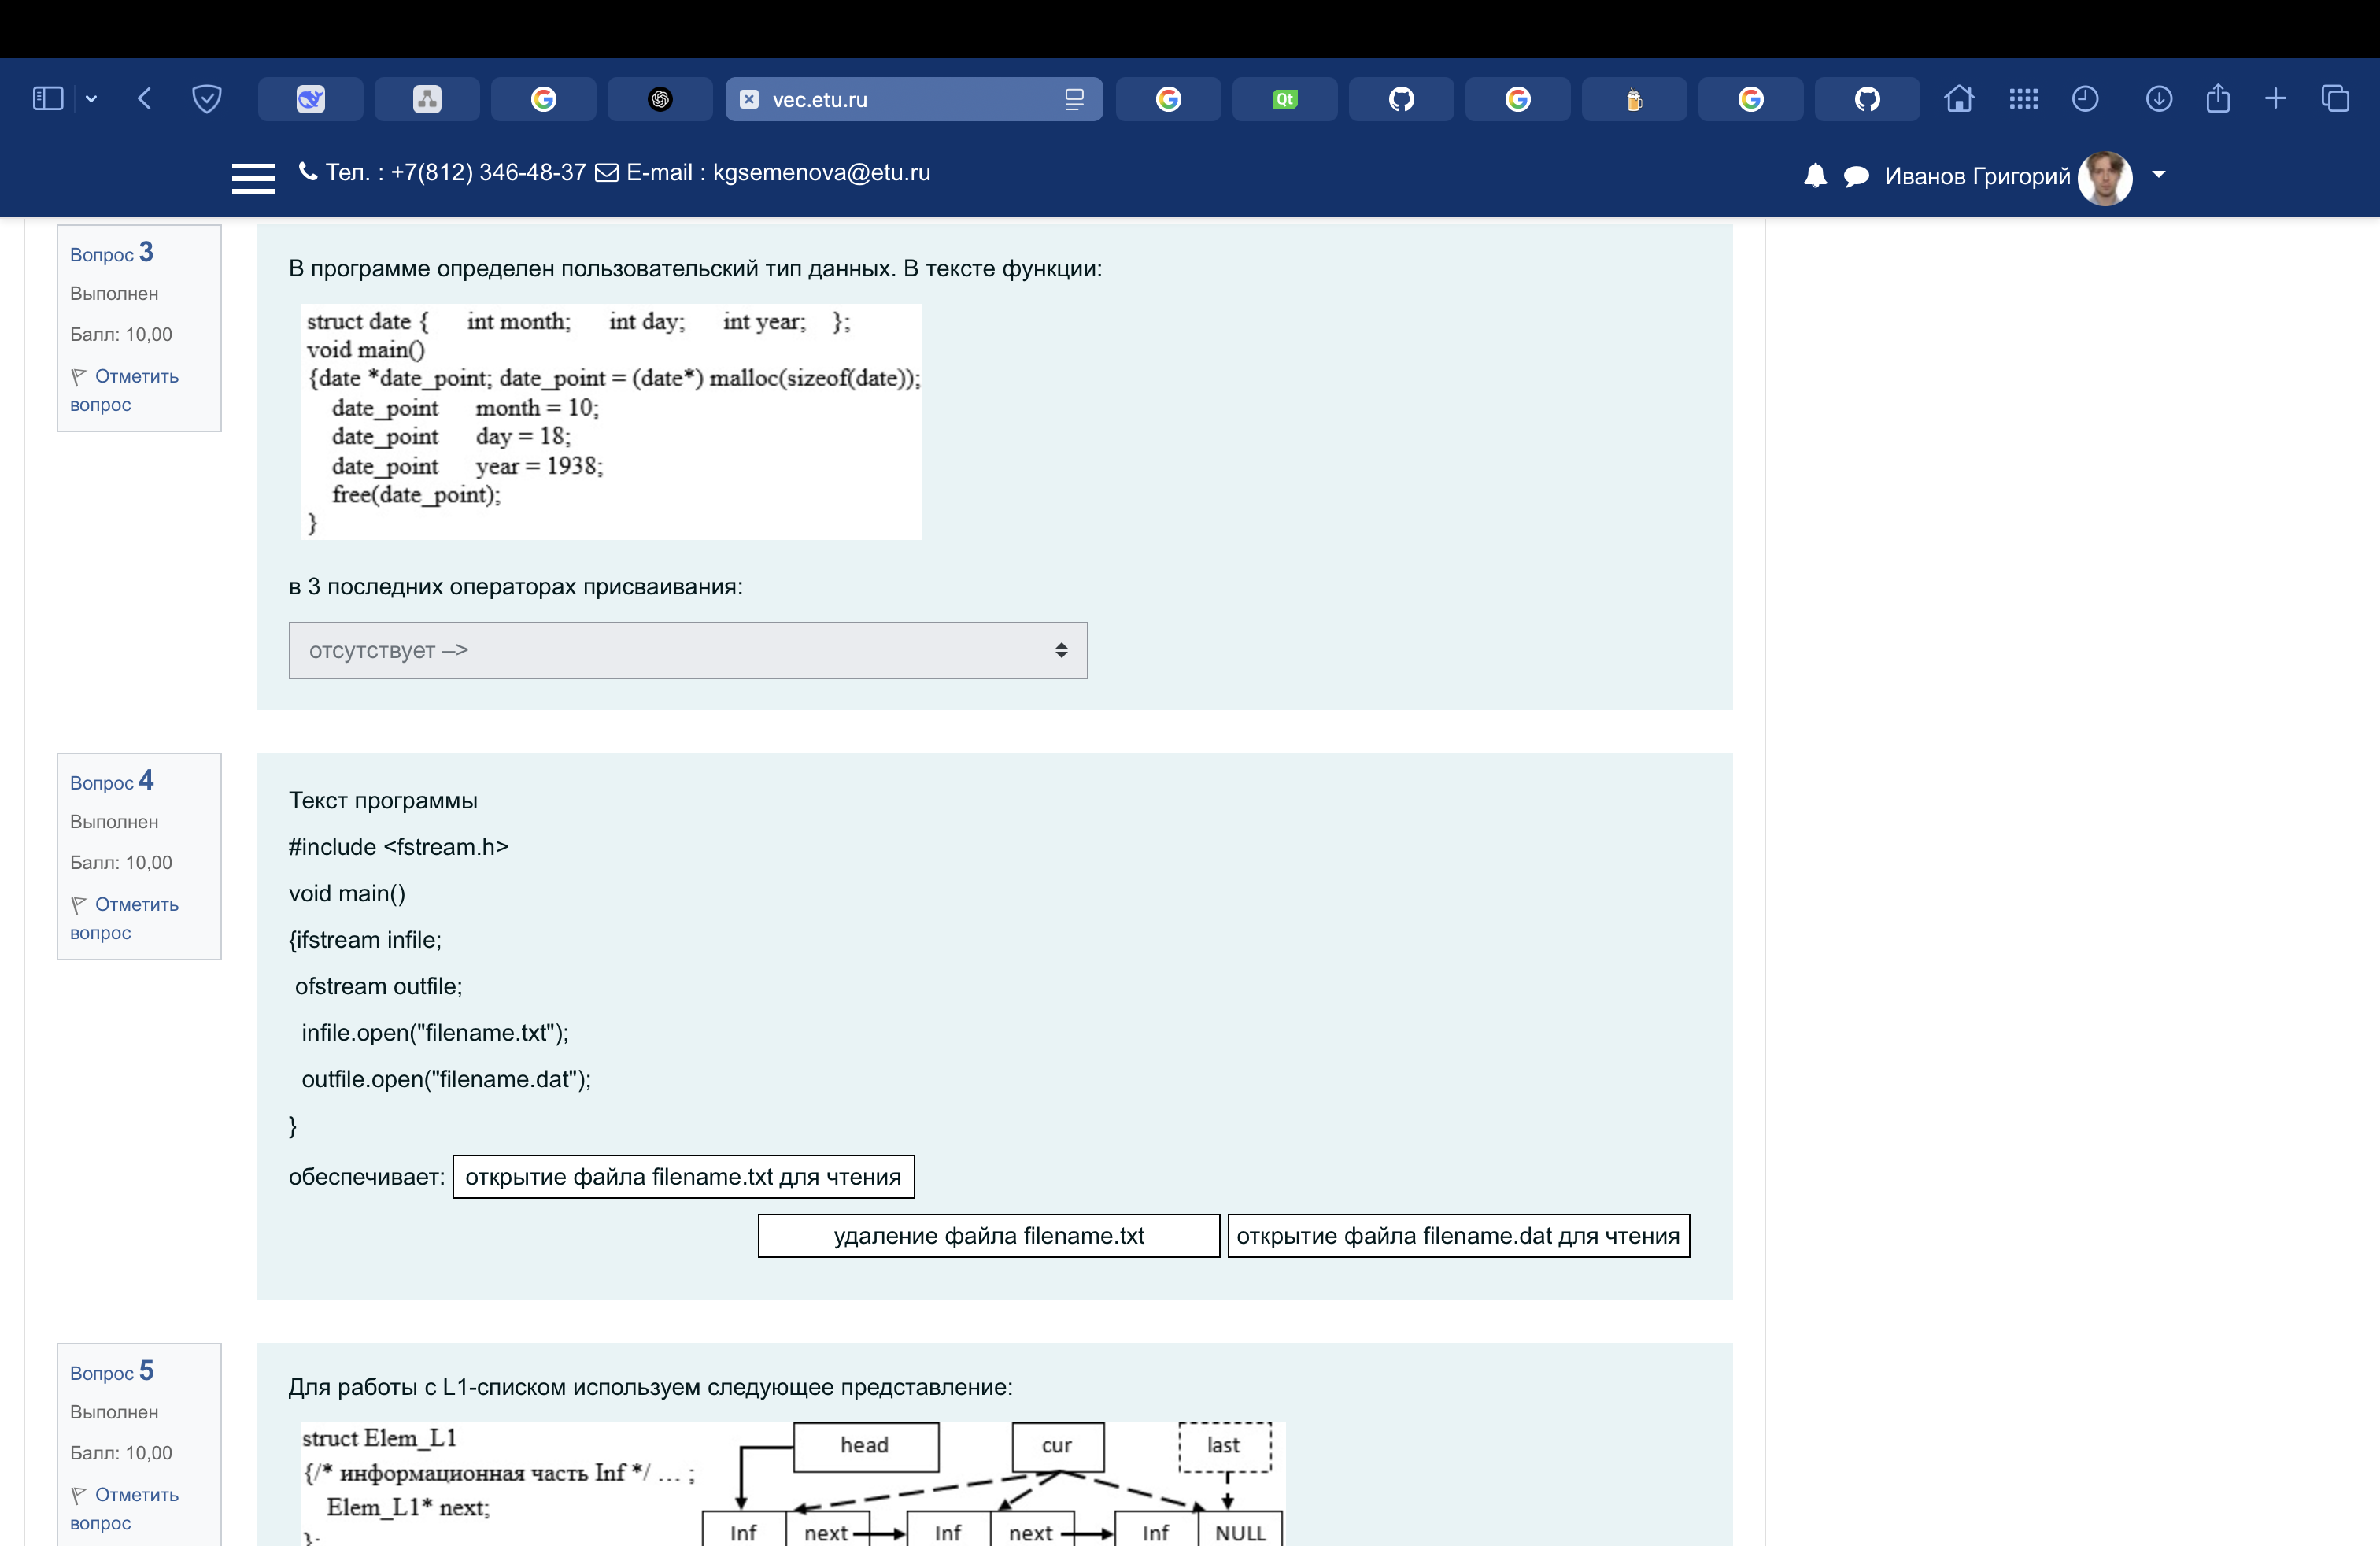 Qt
vec.etu.ru
Тел. : +7(812) 346-48-37 E-mail : kgsemenova@etu.ru
Иванов Григорий
Вопрос 3
Выполнен
Балл: 10,00
Отметить
вопрос
В программе определен пользовательский тип данных. В тексте функции:
struct date { int month; int day; int year; };
void main()
{date *date_point; date_point = (date*) malloc(sizeof(date));
date_point month = 10;
date_point day = 18;
date_point year = 1938;
free(date_point);
}
в 3 последних операторах присваивания:
отсутствует –>
Вопрос 4
Выполнен
Балл: 10,00
Отметить
вопрос
Текст программы
#include <fstream.h>
void main()
{ifstream infile;
ofstream outfile;
infile.open("filename.txt");
outfile.open("filename.dat");
}
обеспечивает: открытие файла filename.txt для чтения
удаление файла filename.txt открытие файла filename.dat для чтения
Вопрос 5
Выполнен
Балл: 10,00
Отметить
вопрос
Для работы с L1-списком используем следующее представление:
struct Elem_L1
{/* информационная часть Inf */ ... ;
Elem_L1* next;
};
head cur last
Inf next Inf next Inf NULL